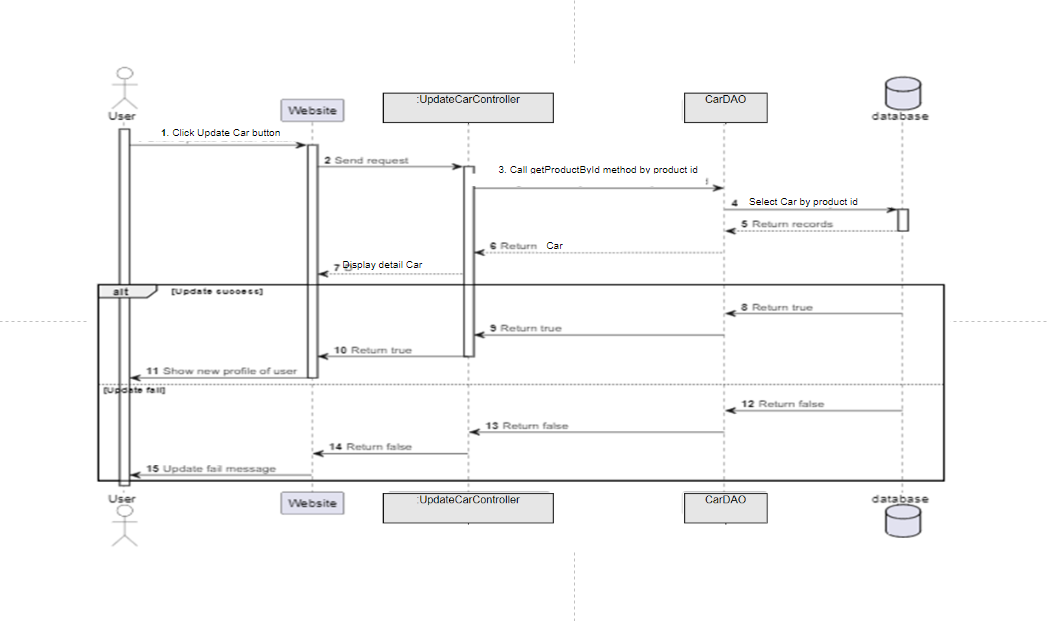 User
Website
:UpdateCarController
CarDAO
database
1. Click Update Car button
2 Send request
3. Call getProductById method by product id
4 Select Car by product id
5 Return records
6 Return Car
7 Display detail Car
alt [Update success]
8 Return true
9 Return true
10 Return true
11 Show new profile of user
[Update fail]
12 Return false
13 Return false
14 Return false
15 Update fail message
User
Website
:UpdateCarController
CarDAO
database